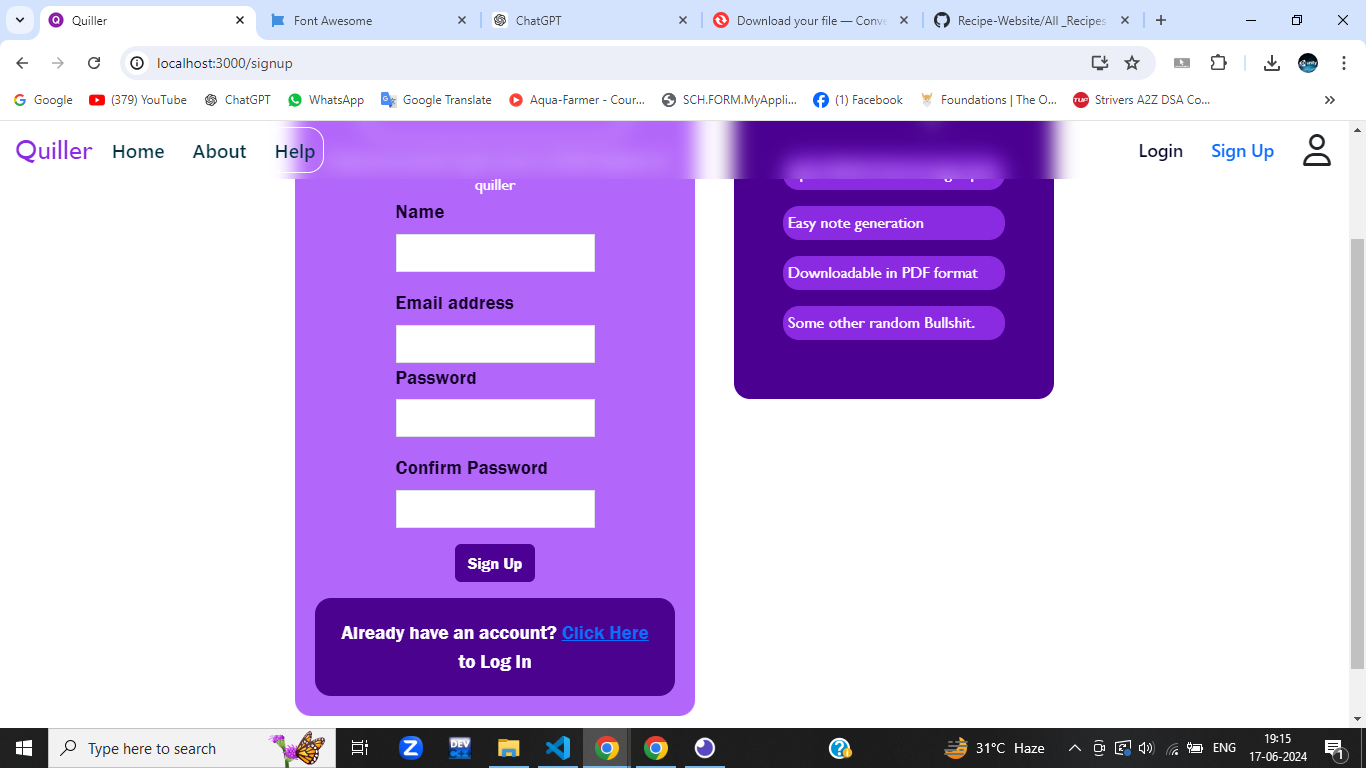 Quiller
Font Awesome
ChatGPT
Download your file — Conve
Recipe-Website/All _Recipes
localhost:3000/signup
Google
(379) YouTube
ChatGPT
WhatsApp
Google Translate
Aqua-Farmer - Cour...
SCH.FORM.MyAppli...
(1) Facebook
Foundations | The O...
Strivers A2Z DSA Co...
Quiller
Home
About
Help
Login
Sign Up
quiller
Name
Email address
Password
Confirm Password
Sign Up
Already have an account? Click Here
to Log In
Easy note generation
Downloadable in PDF format
Some other random Bullshit.
Type here to search
DEV
31°C Haze
ENG
19:15
17-06-2024
1